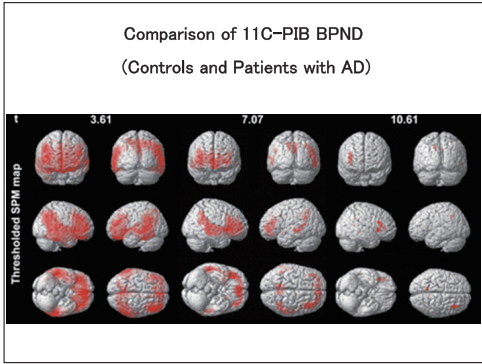 Comparison of 11C-PIB BPND
(Controls and Patients with AD)
t 3.61 7.07 10.61
Thresholded SPM map